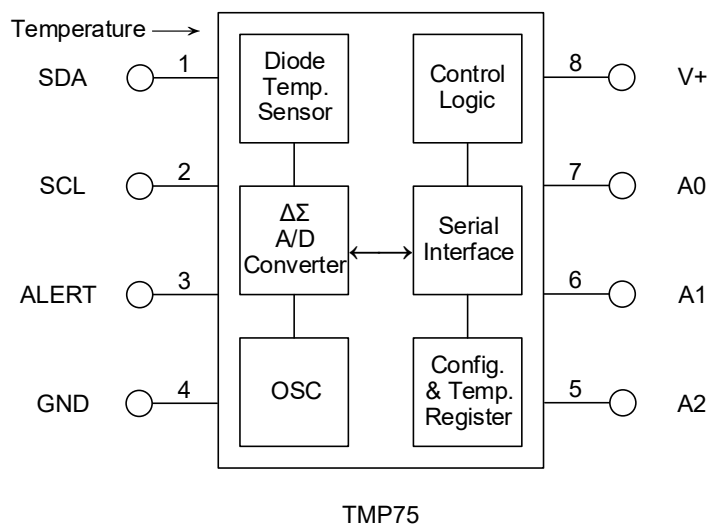 Temperature
SDA
1
SCL
2
ALERT
3
GND
4
Diode
Temp.
Sensor
ΔΣ
A/D
Converter
OSC
Control
Logic
Serial
Interface
Config.
& Temp.
Register
8
V+
7
A0
6
A1
5
A2
TMP75